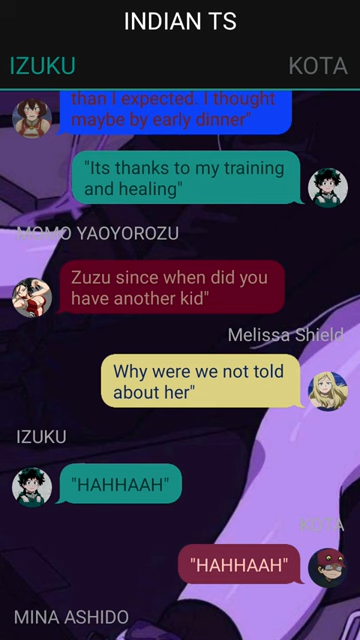 INDIAN TS
IZUKU
KOTA
than I expected. I thought
maybe by early dinner"
"Its thanks to my training
and healing"
MOMO YAOYOROZU
Zuzu since when did you
have another kid"
Melissa Shield
Why were we not told
about her"
IZUKU
"HAHHAAH"
KOTA
"HAHHAAH"
MINA ASHIDO